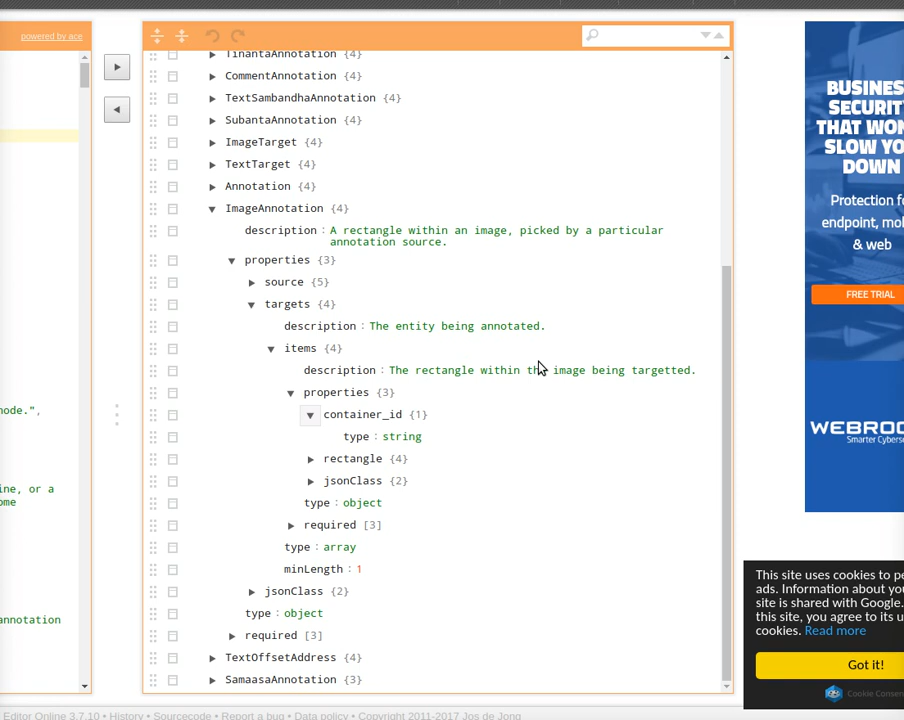 powered by ace
TinantaAnnotation {4}
CommentAnnotation {4}
TextSambandhaAnnotation {4}
SubantaAnnotation {4}
ImageTarget {4}
TextTarget {4}
Annotation {4}
ImageAnnotation {4}
description : A rectangle within an image, picked by a particular
annotation source.
properties {3}
source {5}
targets {4}
description : The entity being annotated.
items {4}
description : The rectangle within the image being targetted.
properties {3}
container_id {1}
type : string
rectangle {4}
jsonClass {2}
type : object
required [3]
type : array
minLength : 1
jsonClass {2}
type : object
required [3]
TextOffsetAddress {4}
SamaasaAnnotation {3}
node.",
ine, or a
ome
annotation
BUSINES
SECURITY
THAT WON
SLOW YO
DOWN
Protection fo
endpoint, mob
& web
FREE TRIAL
WEBROO
Smarter Cybers
This site uses cookies to pe
ads. Information about you
site is shared with Google.
this site, you agree to its u
cookies. Read more
Got it!
Cookie Consen
Editor Online 3.7.10 • History • Sourcecode • Report a bug • Data policy • Copyright 2011-2017 Jos de Jong